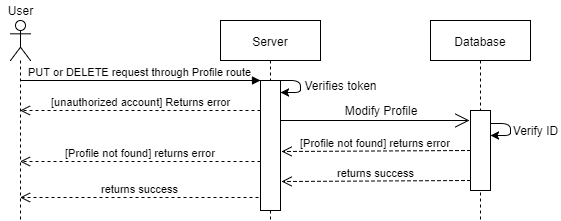 User
Server
Database
PUT or DELETE request through Profile route
Verifies token
[unauthorized account] Returns error
Modify Profile
Verify ID
[Profile not found] returns error
[Profile not found] returns error
returns success
returns success